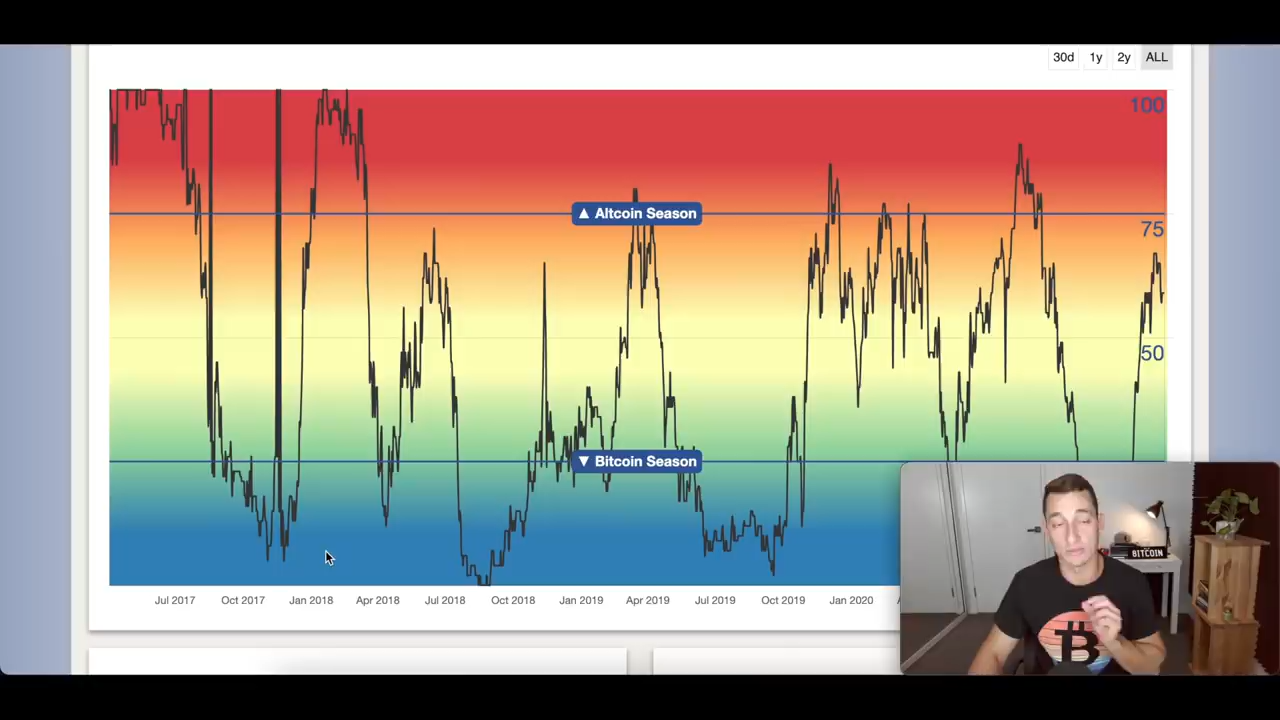 30d 1y 2y ALL
100
▲ Altcoin Season
75
50
▼ Bitcoin Season
BITCOIN
Jul 2017 Oct 2017 Jan 2018 Apr 2018 Jul 2018 Oct 2018 Jan 2019 Apr 2019 Jul 2019 Oct 2019 Jan 2020